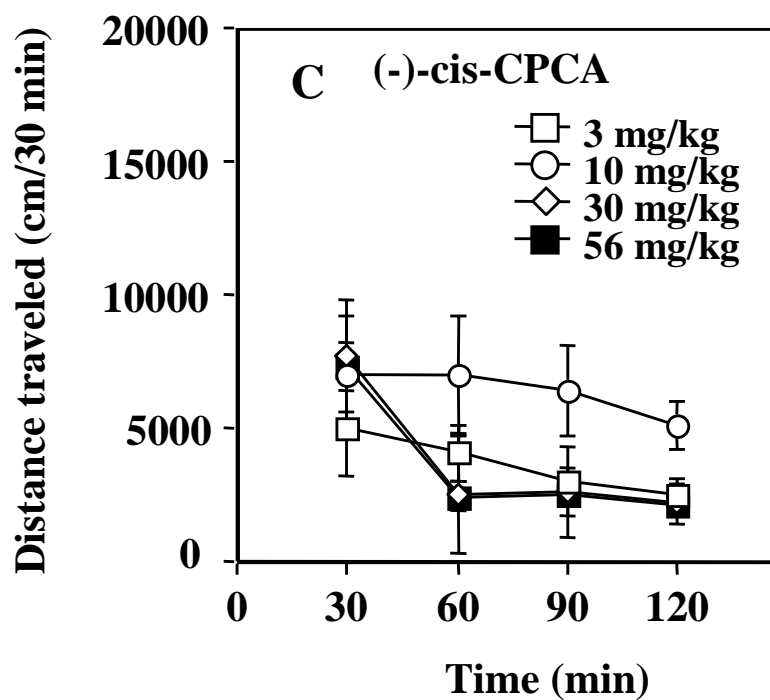 C (-)-cis-CPCA
3 mg/kg
10 mg/kg
30 mg/kg
56 mg/kg
Distance traveled (cm/30 min)
20000
15000
10000
5000
0
0 30 60 90 120
Time (min)